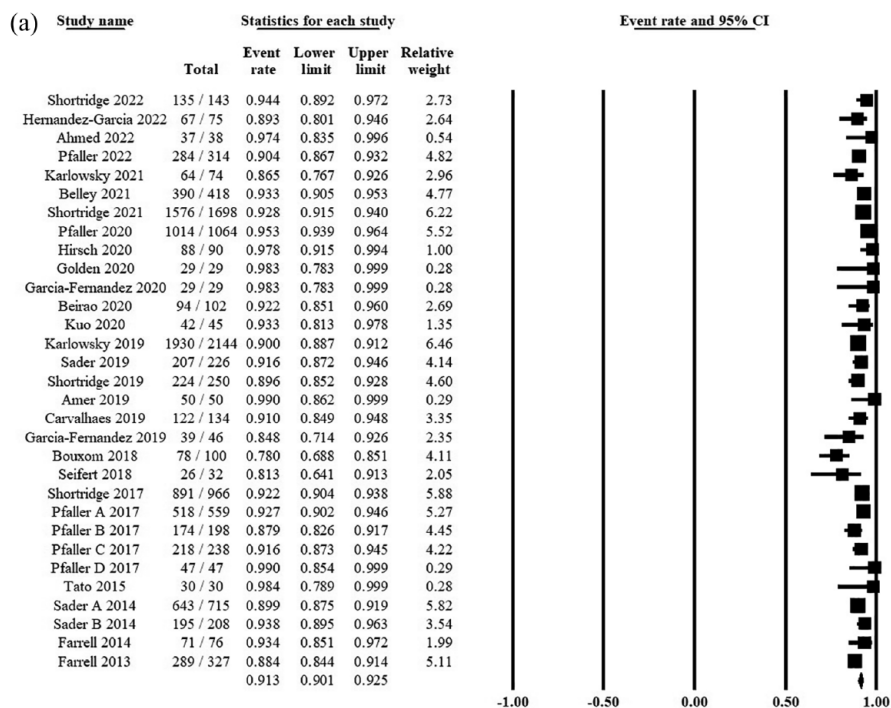 (a) Study name Statistics for each study Event rate and 95% CI
Total Event rate Lower limit Upper limit Relative weight
Shortridge 2022 135 / 143 0.944 0.892 0.972 2.73
Hernandez-Garcia 2022 67 / 75 0.893 0.801 0.946 2.64
Ahmed 2022 37 / 38 0.974 0.835 0.996 0.54
Pfaller 2022 284 / 314 0.904 0.867 0.932 4.82
Karlowsky 2021 64 / 74 0.865 0.767 0.926 2.96
Belley 2021 390 / 418 0.933 0.905 0.953 4.77
Shortridge 2021 1576 / 1698 0.928 0.915 0.940 6.22
Pfaller 2020 1014 / 1064 0.953 0.939 0.964 5.52
Hirsch 2020 88 / 90 0.978 0.915 0.994 1.00
Golden 2020 29 / 29 0.983 0.783 0.999 0.28
Garcia-Fernandez 2020 29 / 29 0.983 0.783 0.999 0.28
Beirao 2020 94 / 102 0.922 0.851 0.960 2.69
Kuo 2020 42 / 45 0.933 0.813 0.978 1.35
Karlowsky 2019 1930 / 2144 0.900 0.887 0.912 6.46
Sader 2019 207 / 226 0.916 0.872 0.946 4.14
Shortridge 2019 224 / 250 0.896 0.852 0.928 4.60
Amer 2019 50 / 50 0.990 0.862 0.999 0.29
Carvalhaes 2019 122 / 134 0.910 0.849 0.948 3.35
Garcia-Fernandez 2019 39 / 46 0.848 0.714 0.926 2.35
Bouxom 2018 78 / 100 0.780 0.688 0.851 4.11
Seifert 2018 26 / 32 0.813 0.641 0.913 2.05
Shortridge 2017 891 / 966 0.922 0.904 0.938 5.88
Pfaller A 2017 518 / 559 0.927 0.902 0.946 5.27
Pfaller B 2017 174 / 198 0.879 0.826 0.917 4.45
Pfaller C 2017 218 / 238 0.916 0.873 0.945 4.22
Pfaller D 2017 47 / 47 0.990 0.854 0.999 0.29
Tato 2015 30 / 30 0.984 0.789 0.999 0.28
Sader A 2014 643 / 715 0.899 0.875 0.919 5.82
Sader B 2014 195 / 208 0.938 0.895 0.963 3.54
Farrell 2014 71 / 76 0.934 0.851 0.972 1.99
Farrell 2013 289 / 327 0.884 0.844 0.914 5.11
0.913 0.901 0.925
-1.00 -0.50 0.00 0.50 1.00